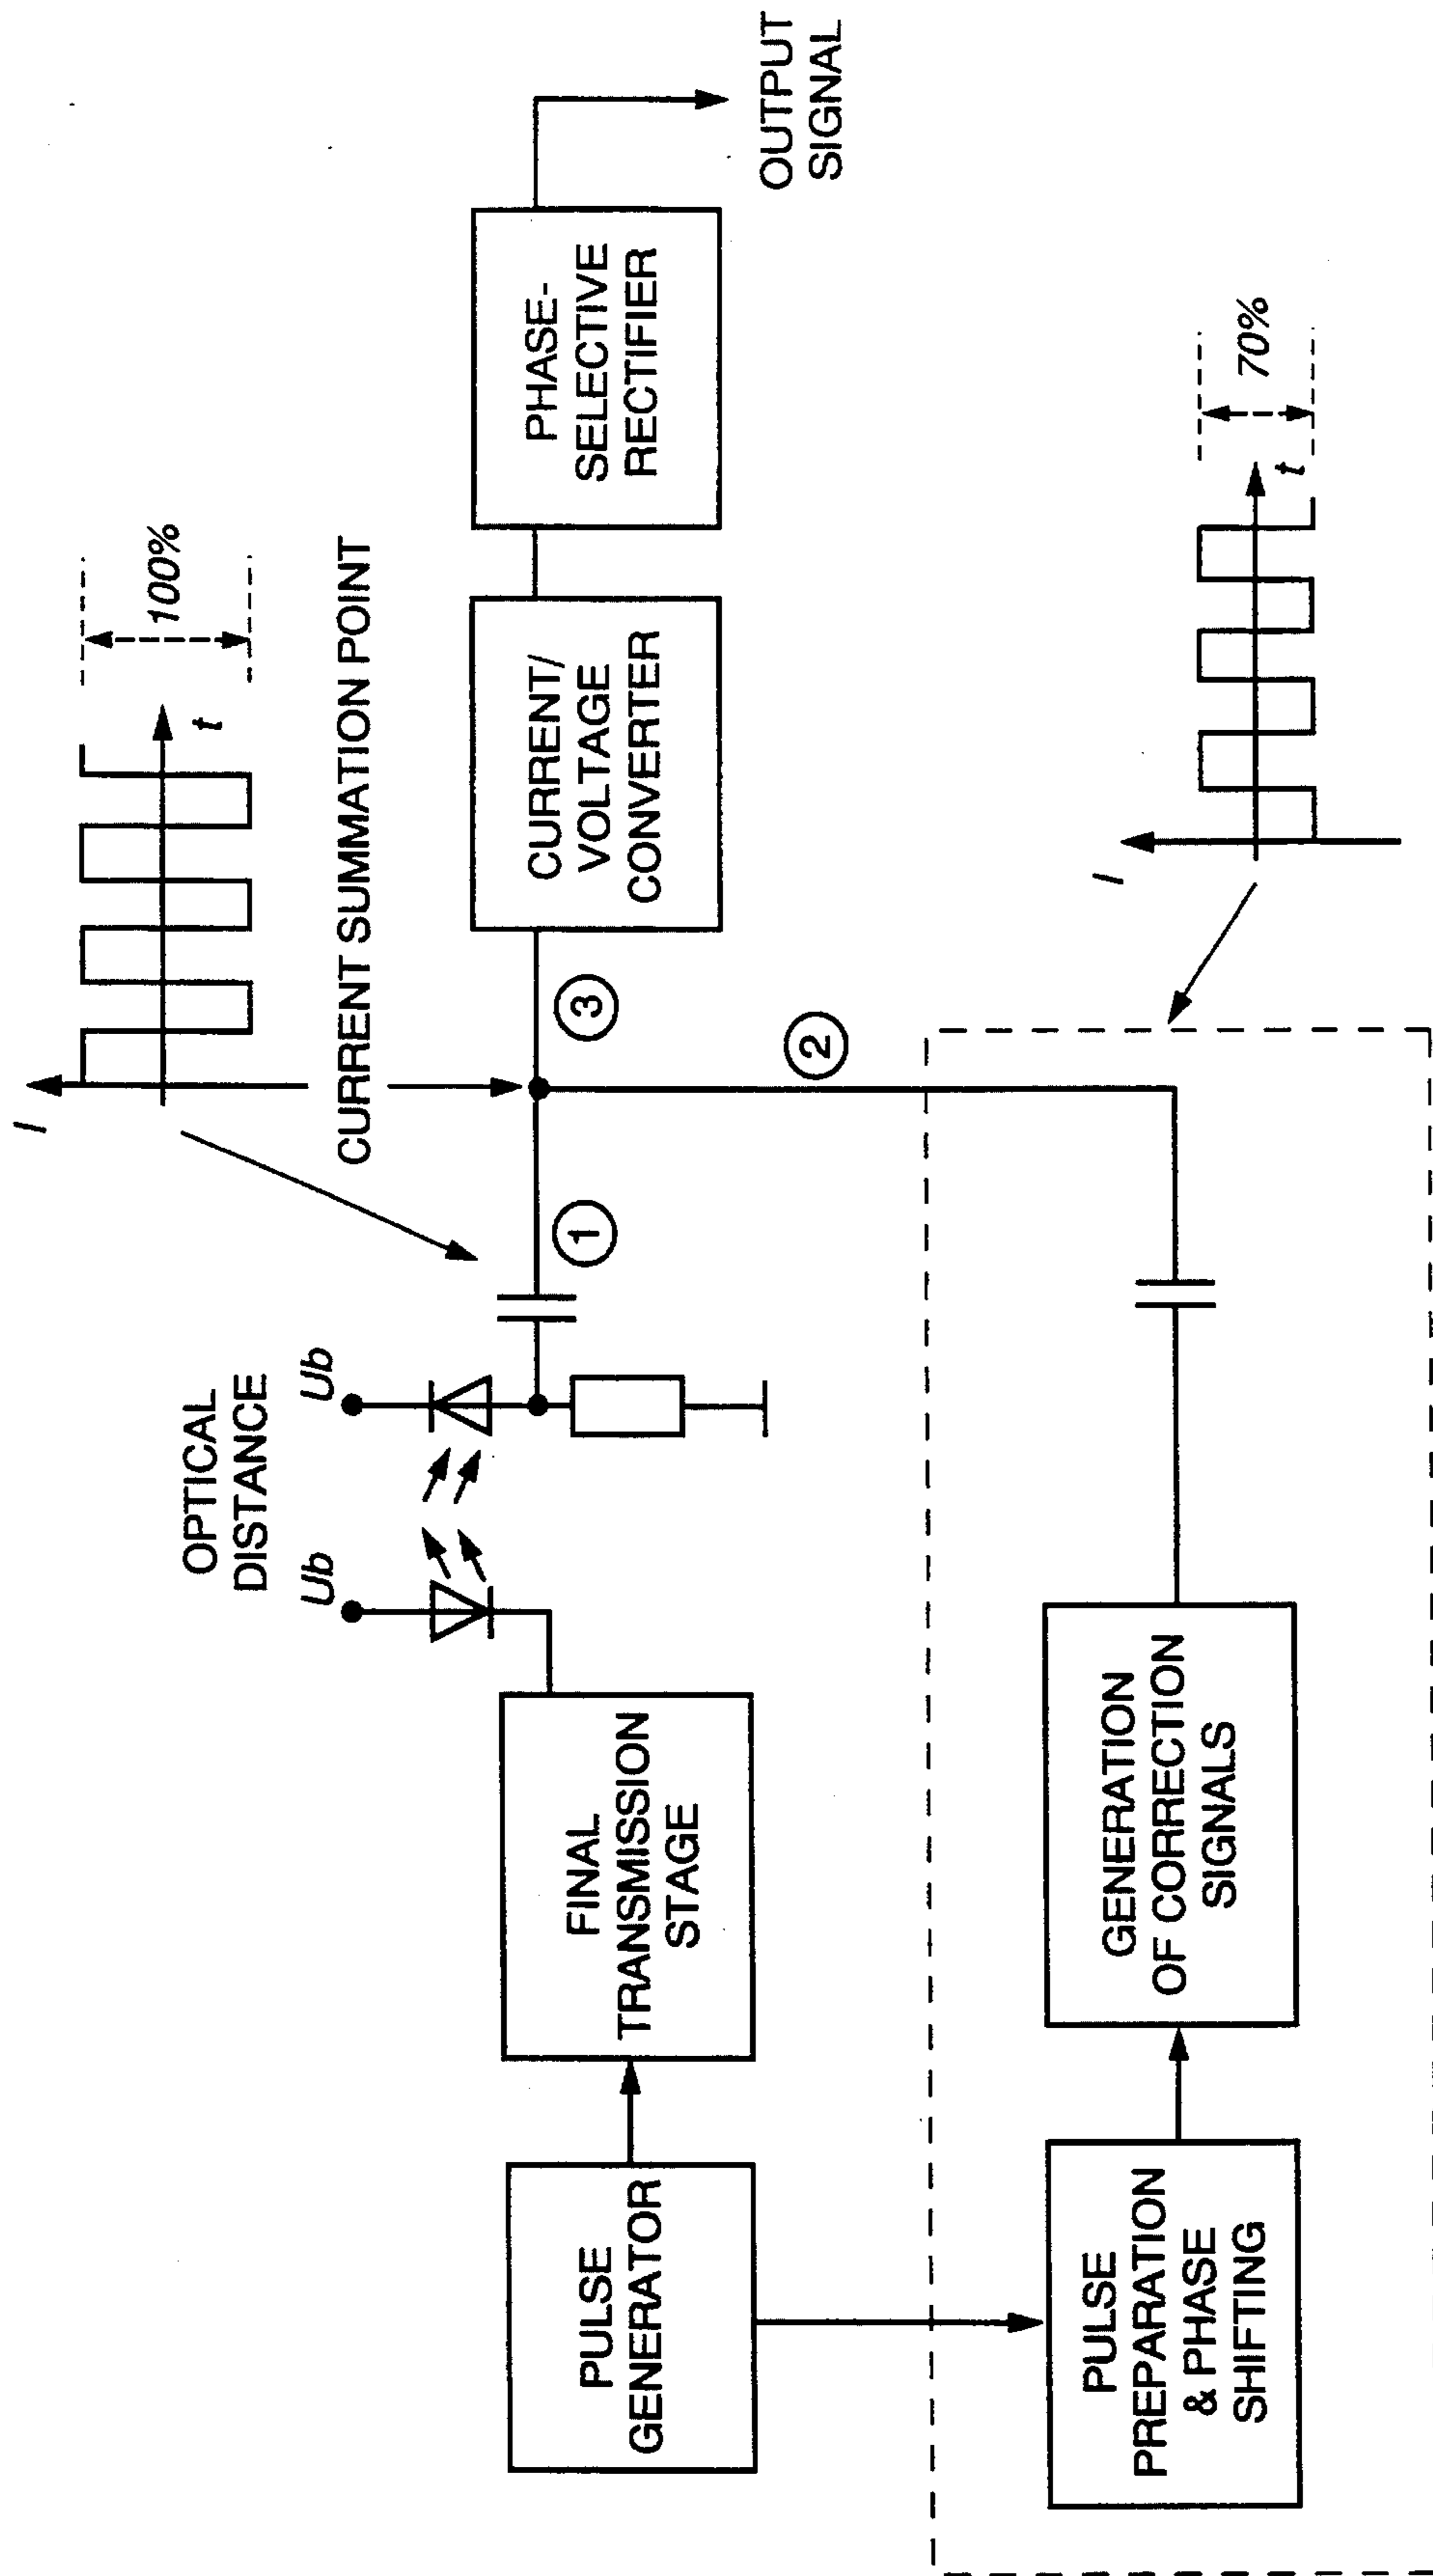 I
t
100%
CURRENT SUMMATION POINT
OPTICAL
DISTANCE
Ub
Ub
PULSE
GENERATOR
FINAL
TRANSMISSION
STAGE
1
3
CURRENT/
VOLTAGE
CONVERTER
PHASE-
SELECTIVE
RECTIFIER
OUTPUT
SIGNAL
2
PULSE
PREPARATION
& PHASE
SHIFTING
GENERATION
OF CORRECTION
SIGNALS
I
t
70%